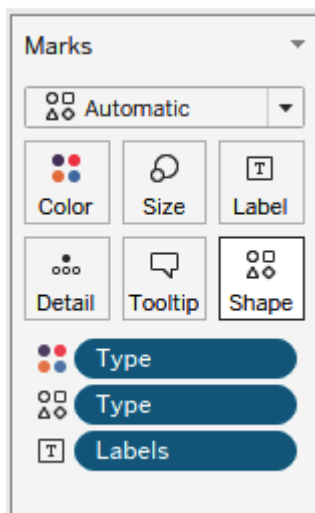 Marks
Automatic
Color Size Label
Detail Tooltip Shape
Type
Type
T Labels